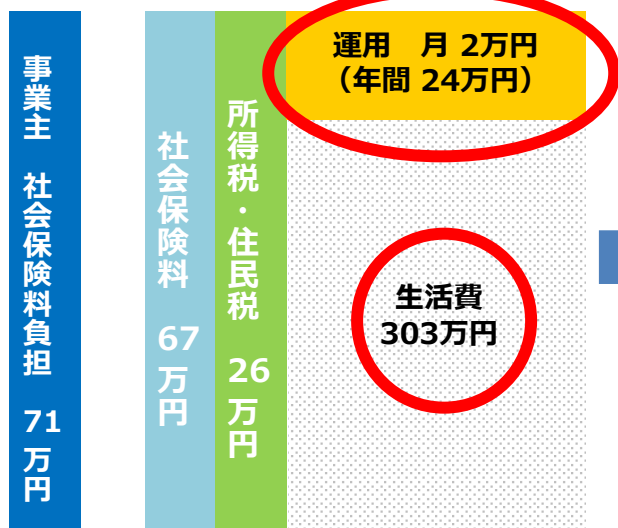 事業主 社会保険料負担 71万円
社会保険料 67万円
所得税・住民税 26万円
運用 月 2万円
（年間 24万円）
生活費
303万円